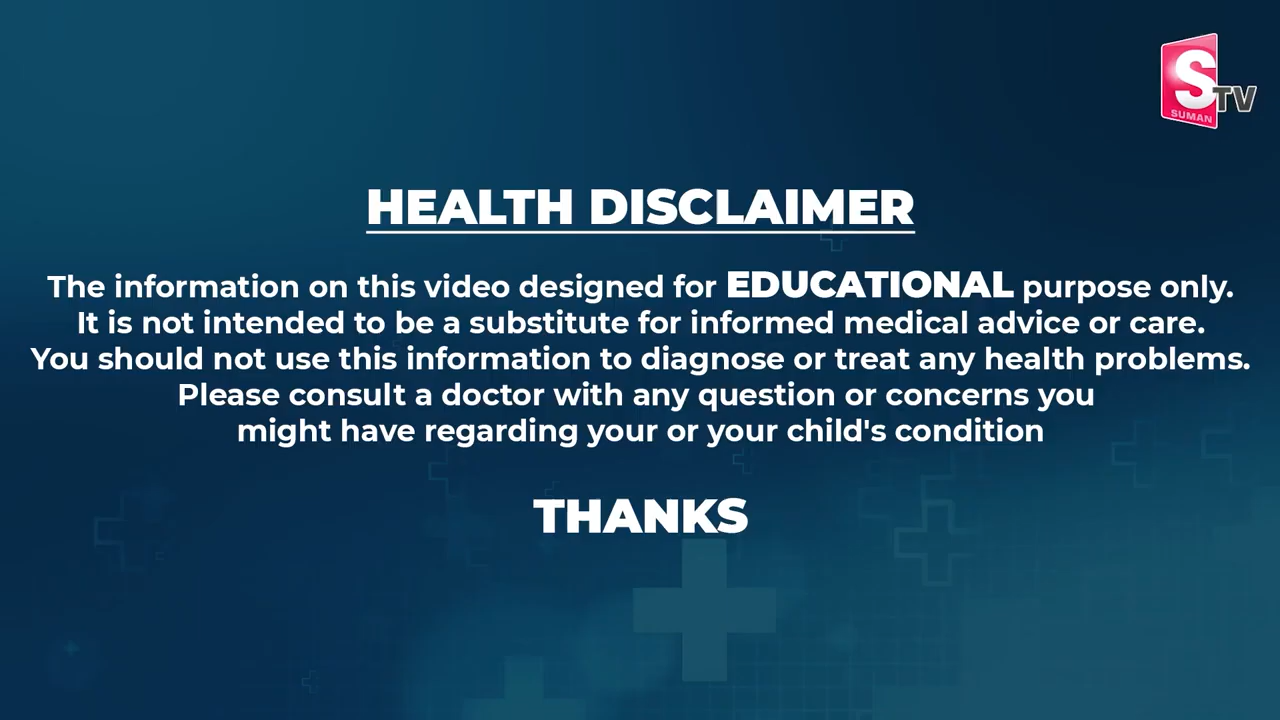 S TV
SUMAN
HEALTH DISCLAIMER
The information on this video designed for EDUCATIONAL purpose only.
It is not intended to be a substitute for informed medical advice or care.
You should not use this information to diagnose or treat any health problems.
Please consult a doctor with any question or concerns you
might have regarding your or your child's condition
THANKS